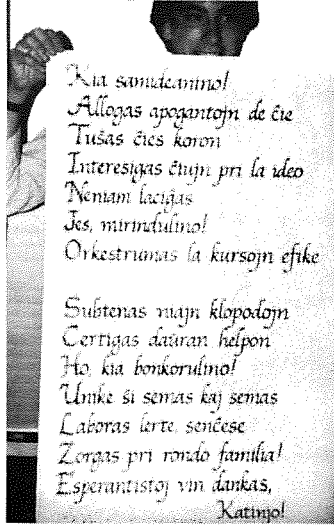 Kia samideanino!
Allogas apogantojn de ĉie
Tuŝas ĉies koron
Interesigas ĉiujn pri la ideo
Neniam laciĝas
Jes, mirindulino!
Orkestrumas la kursojn efike
Subtenas niajn klopodojn
Certigas daŭran helpon
Ho, kia bonkorulino!
Unike ŝi semas kaj semas
Laboras lerte, senĉese
Zorgas pri rondo familia!
Esperantistoj vin dankas,
Katinjo!